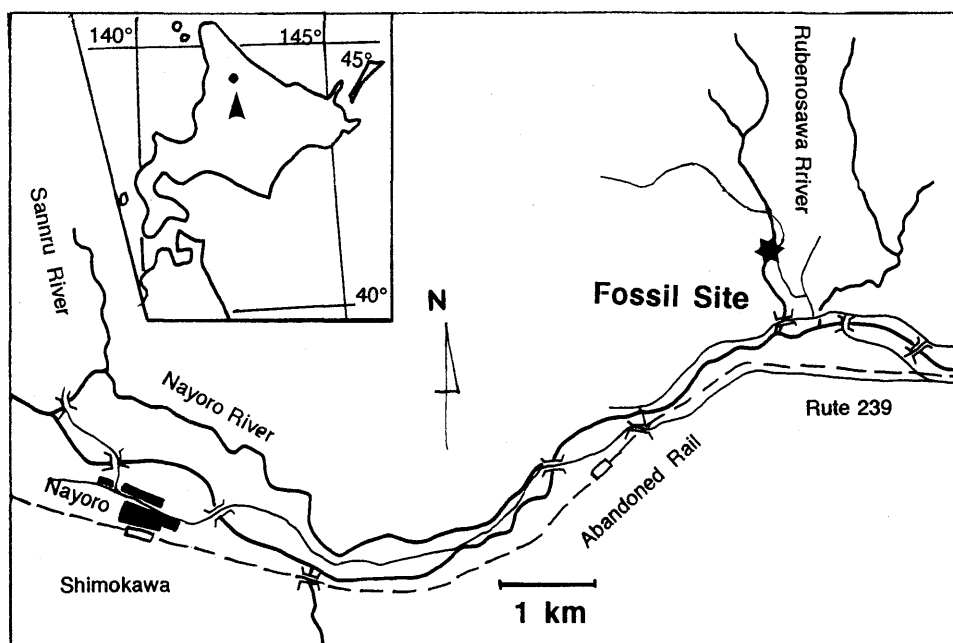 140°
145°
45°
40°
Sannru River
Rubenosawa Rriver
Fossil Site
N
Nayoro River
Rute 239
Abandoned Rail
Nayoro
Shimokawa
1 km